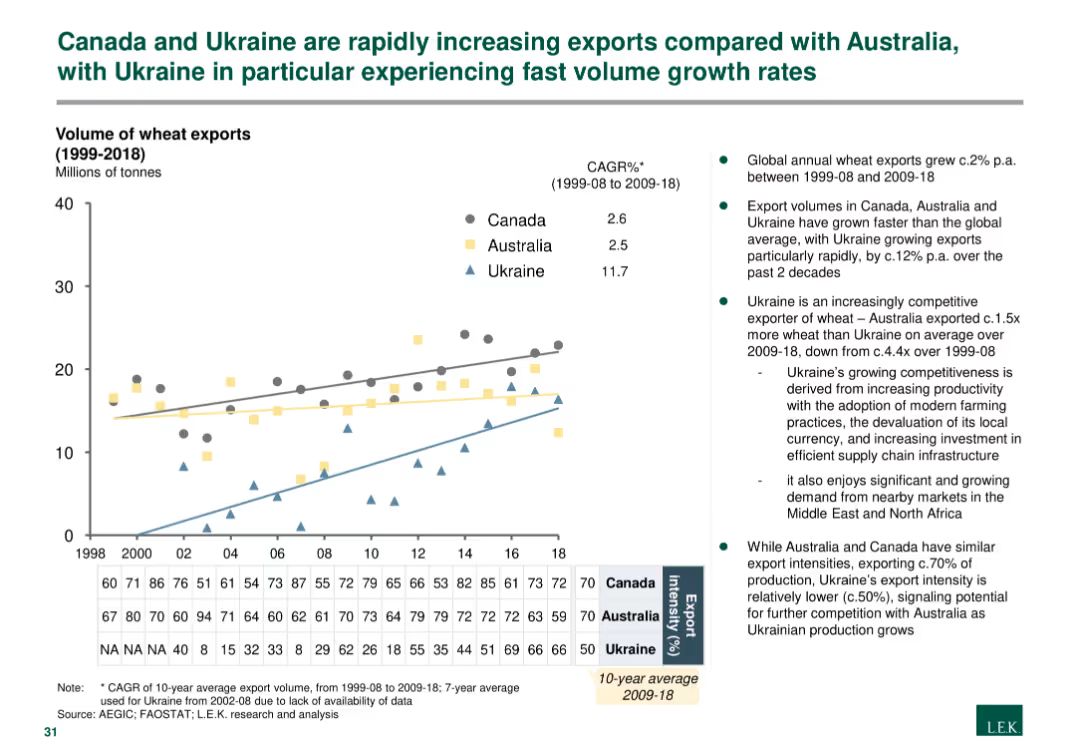 Canada and Ukraine are rapidly increasing exports compared with Australia,
with Ukraine in particular experiencing fast volume growth rates
Volume of wheat exports
(1999-2018)
Millions of tonnes
CAGR%*
(1999-08 to 2009-18)
Canada 2.6
Australia 2.5
Ukraine 11.7
40
30
20
10
0
1998 2000 02 04 06 08 10 12 14 16 18
60 71 86 76 51 61 54 73 87 55 72 79 65 66 53 82 85 61 73 72 70 Canada
67 80 70 60 94 71 64 60 62 61 70 73 64 79 79 72 72 72 63 59 70 Australia
NA NA NA 40 8 15 32 33 8 29 62 26 18 55 35 44 51 69 66 66 50 Ukraine
Export
intensity (%)
10-year average
2009-18
Global annual wheat exports grew c.2% p.a.
between 1999-08 and 2009-18
Export volumes in Canada, Australia and
Ukraine have grown faster than the global
average, with Ukraine growing exports
particularly rapidly, by c.12% p.a. over the
past 2 decades
Ukraine is an increasingly competitive
exporter of wheat – Australia exported c.1.5x
more wheat than Ukraine on average over
2009-18, down from c.4.4x over 1999-08
- Ukraine's growing competitiveness is
derived from increasing productivity
with the adoption of modern farming
practices, the devaluation of its local
currency, and increasing investment in
efficient supply chain infrastructure
- it also enjoys significant and growing
demand from nearby markets in the
Middle East and North Africa
While Australia and Canada have similar
export intensities, exporting c.70% of
production, Ukraine's export intensity is
relatively lower (c.50%), signaling potential
for further competition with Australia as
Ukrainian production grows
Note: * CAGR of 10-year average export volume, from 1999-08 to 2009-18; 7-year average
used for Ukraine from 2002-08 due to lack of availability of data
Source: AEGIC; FAOSTAT; L.E.K. research and analysis
31
L.E.K.